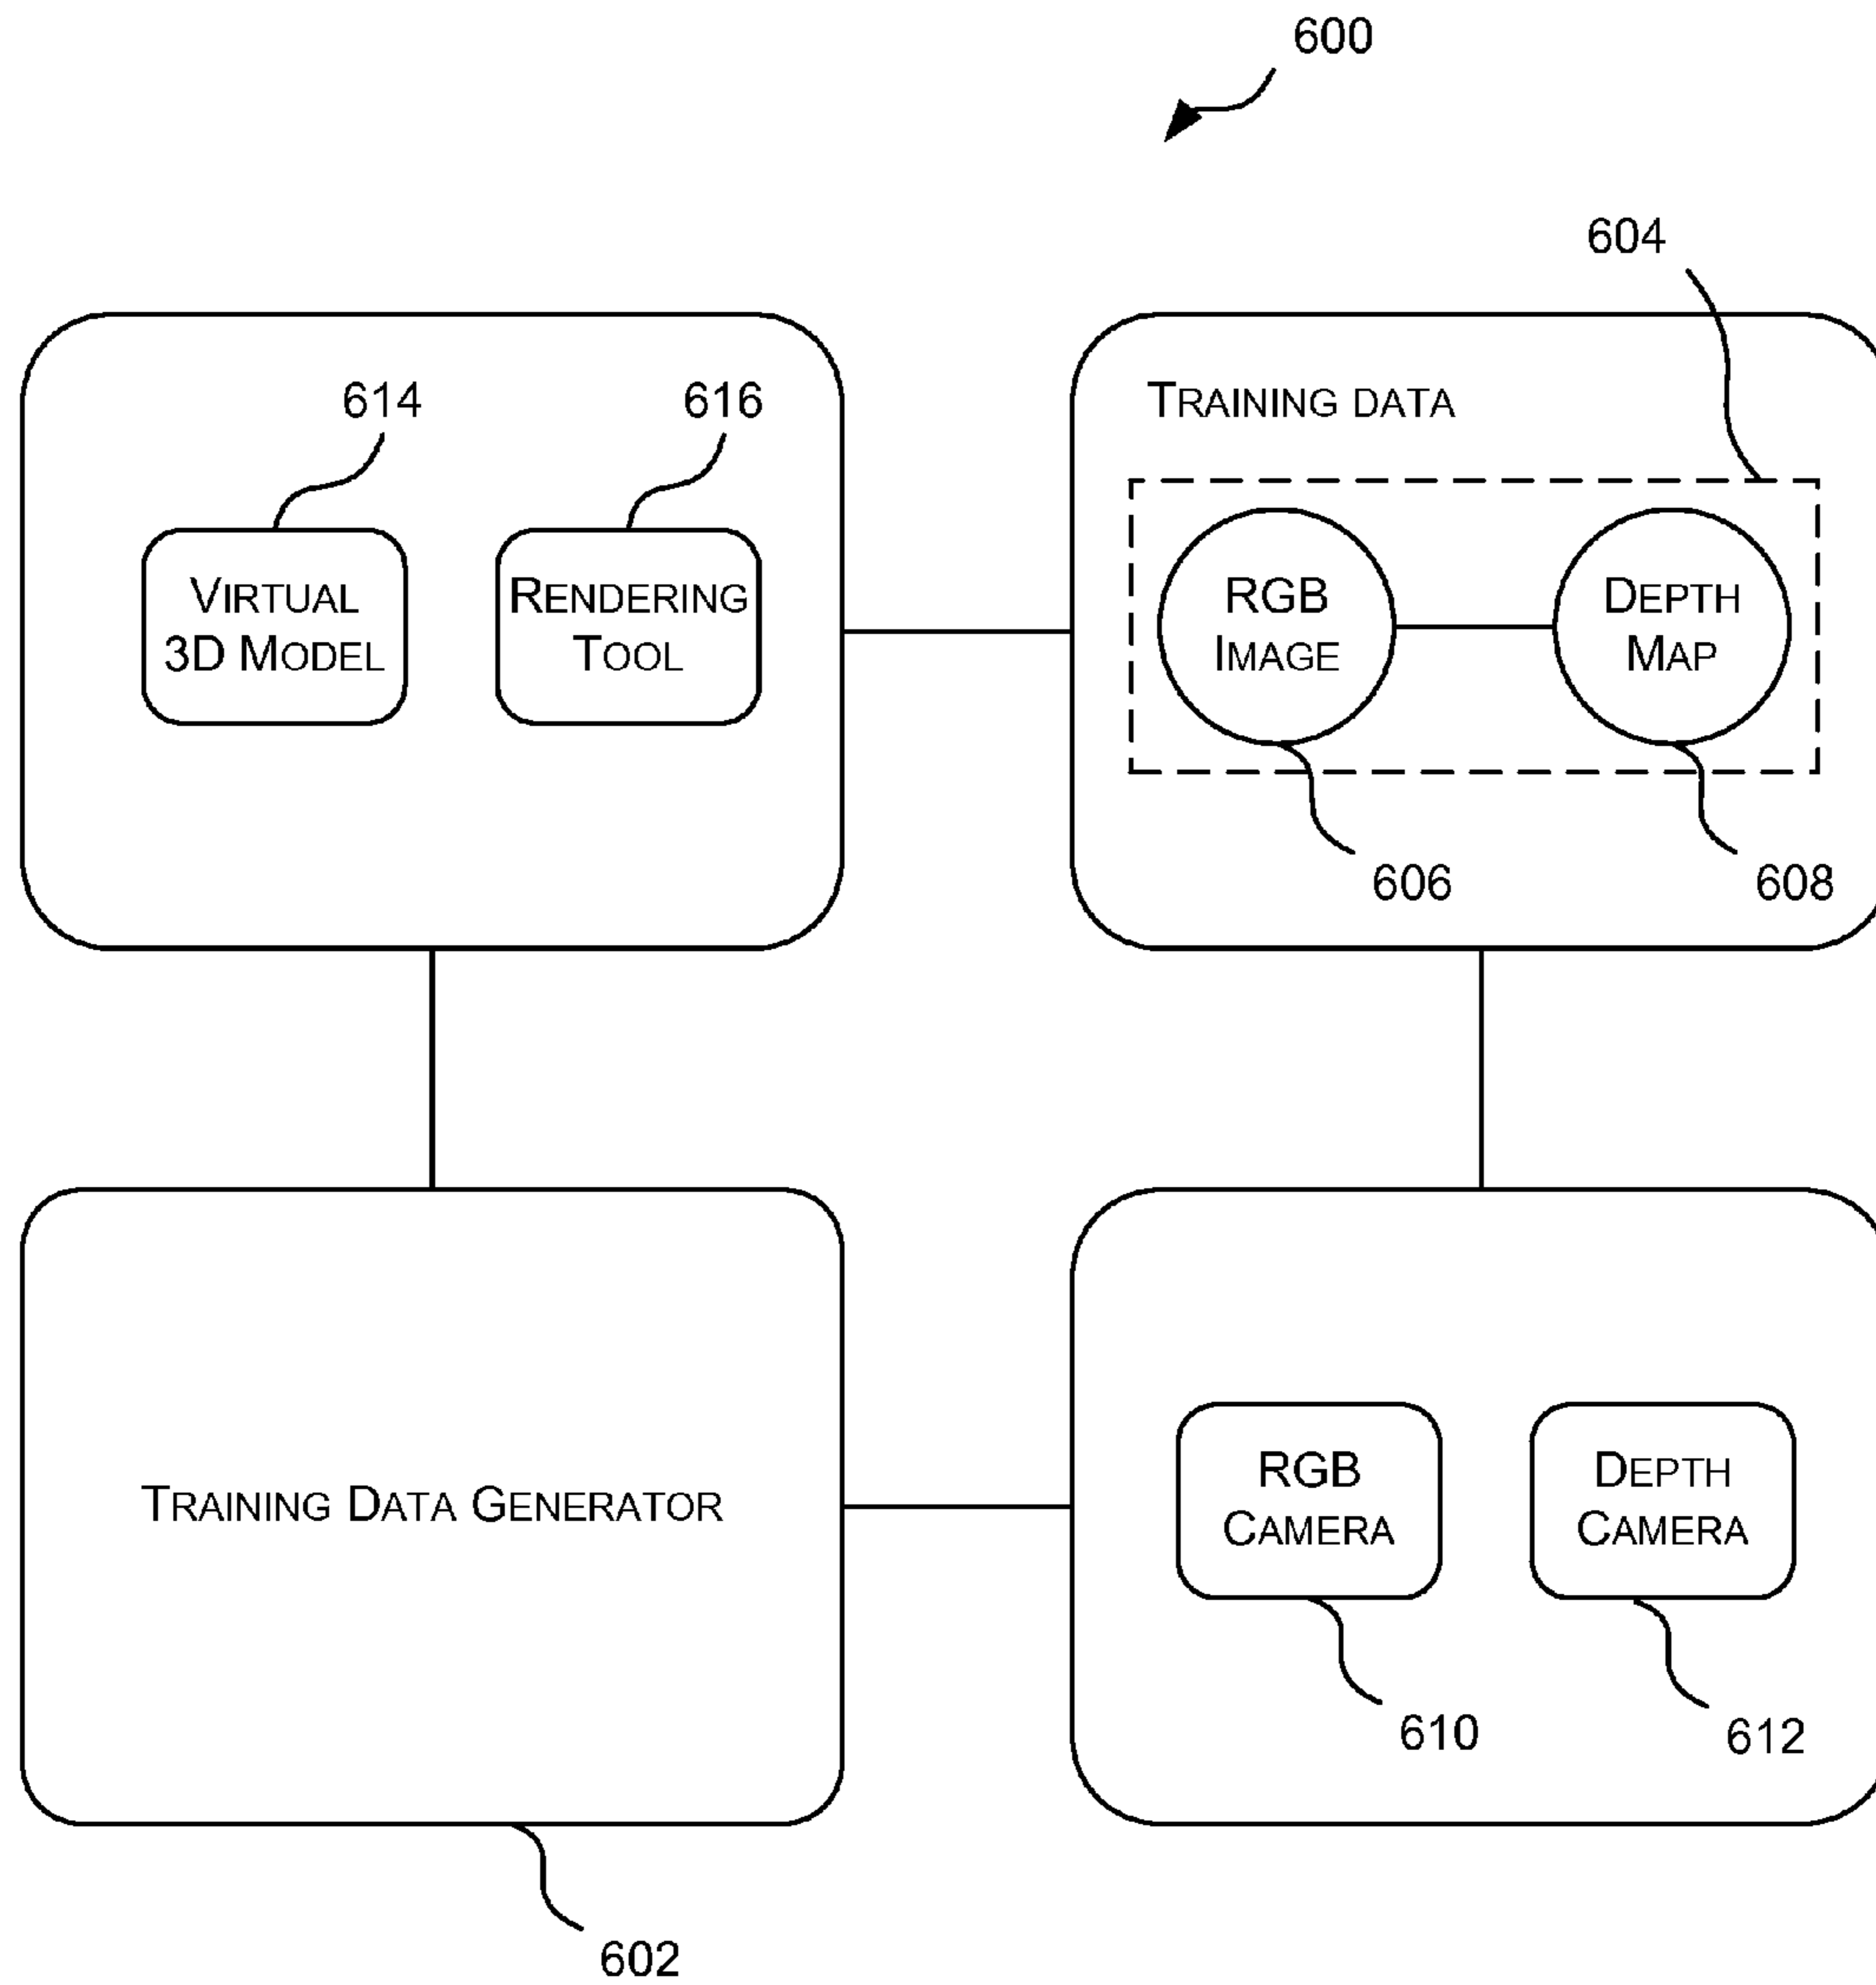 600
604
614
616
TRAINING DATA
VIRTUAL
3D MODEL
RENDERING
TOOL
RGB
IMAGE
DEPTH
MAP
606
608
TRAINING DATA GENERATOR
RGB
CAMERA
DEPTH
CAMERA
610
612
602